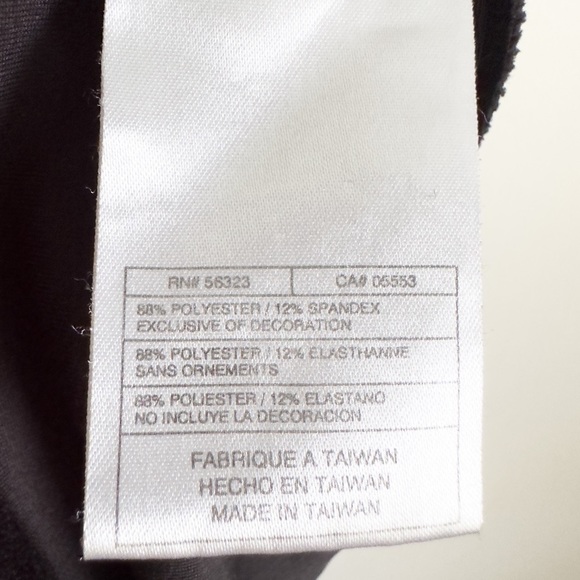 RN# 56323 CA# 05553
88% POLYESTER / 12% SPANDEX
EXCLUSIVE OF DECORATION
88% POLYESTER / 12% ELASTHANNE
SANS ORNEMENTS
88% POLIESTER / 12% ELASTANO
NO INCLUYE LA DECORACION
FABRIQUE A TAIWAN
HECHO EN TAIWAN
MADE IN TAIWAN